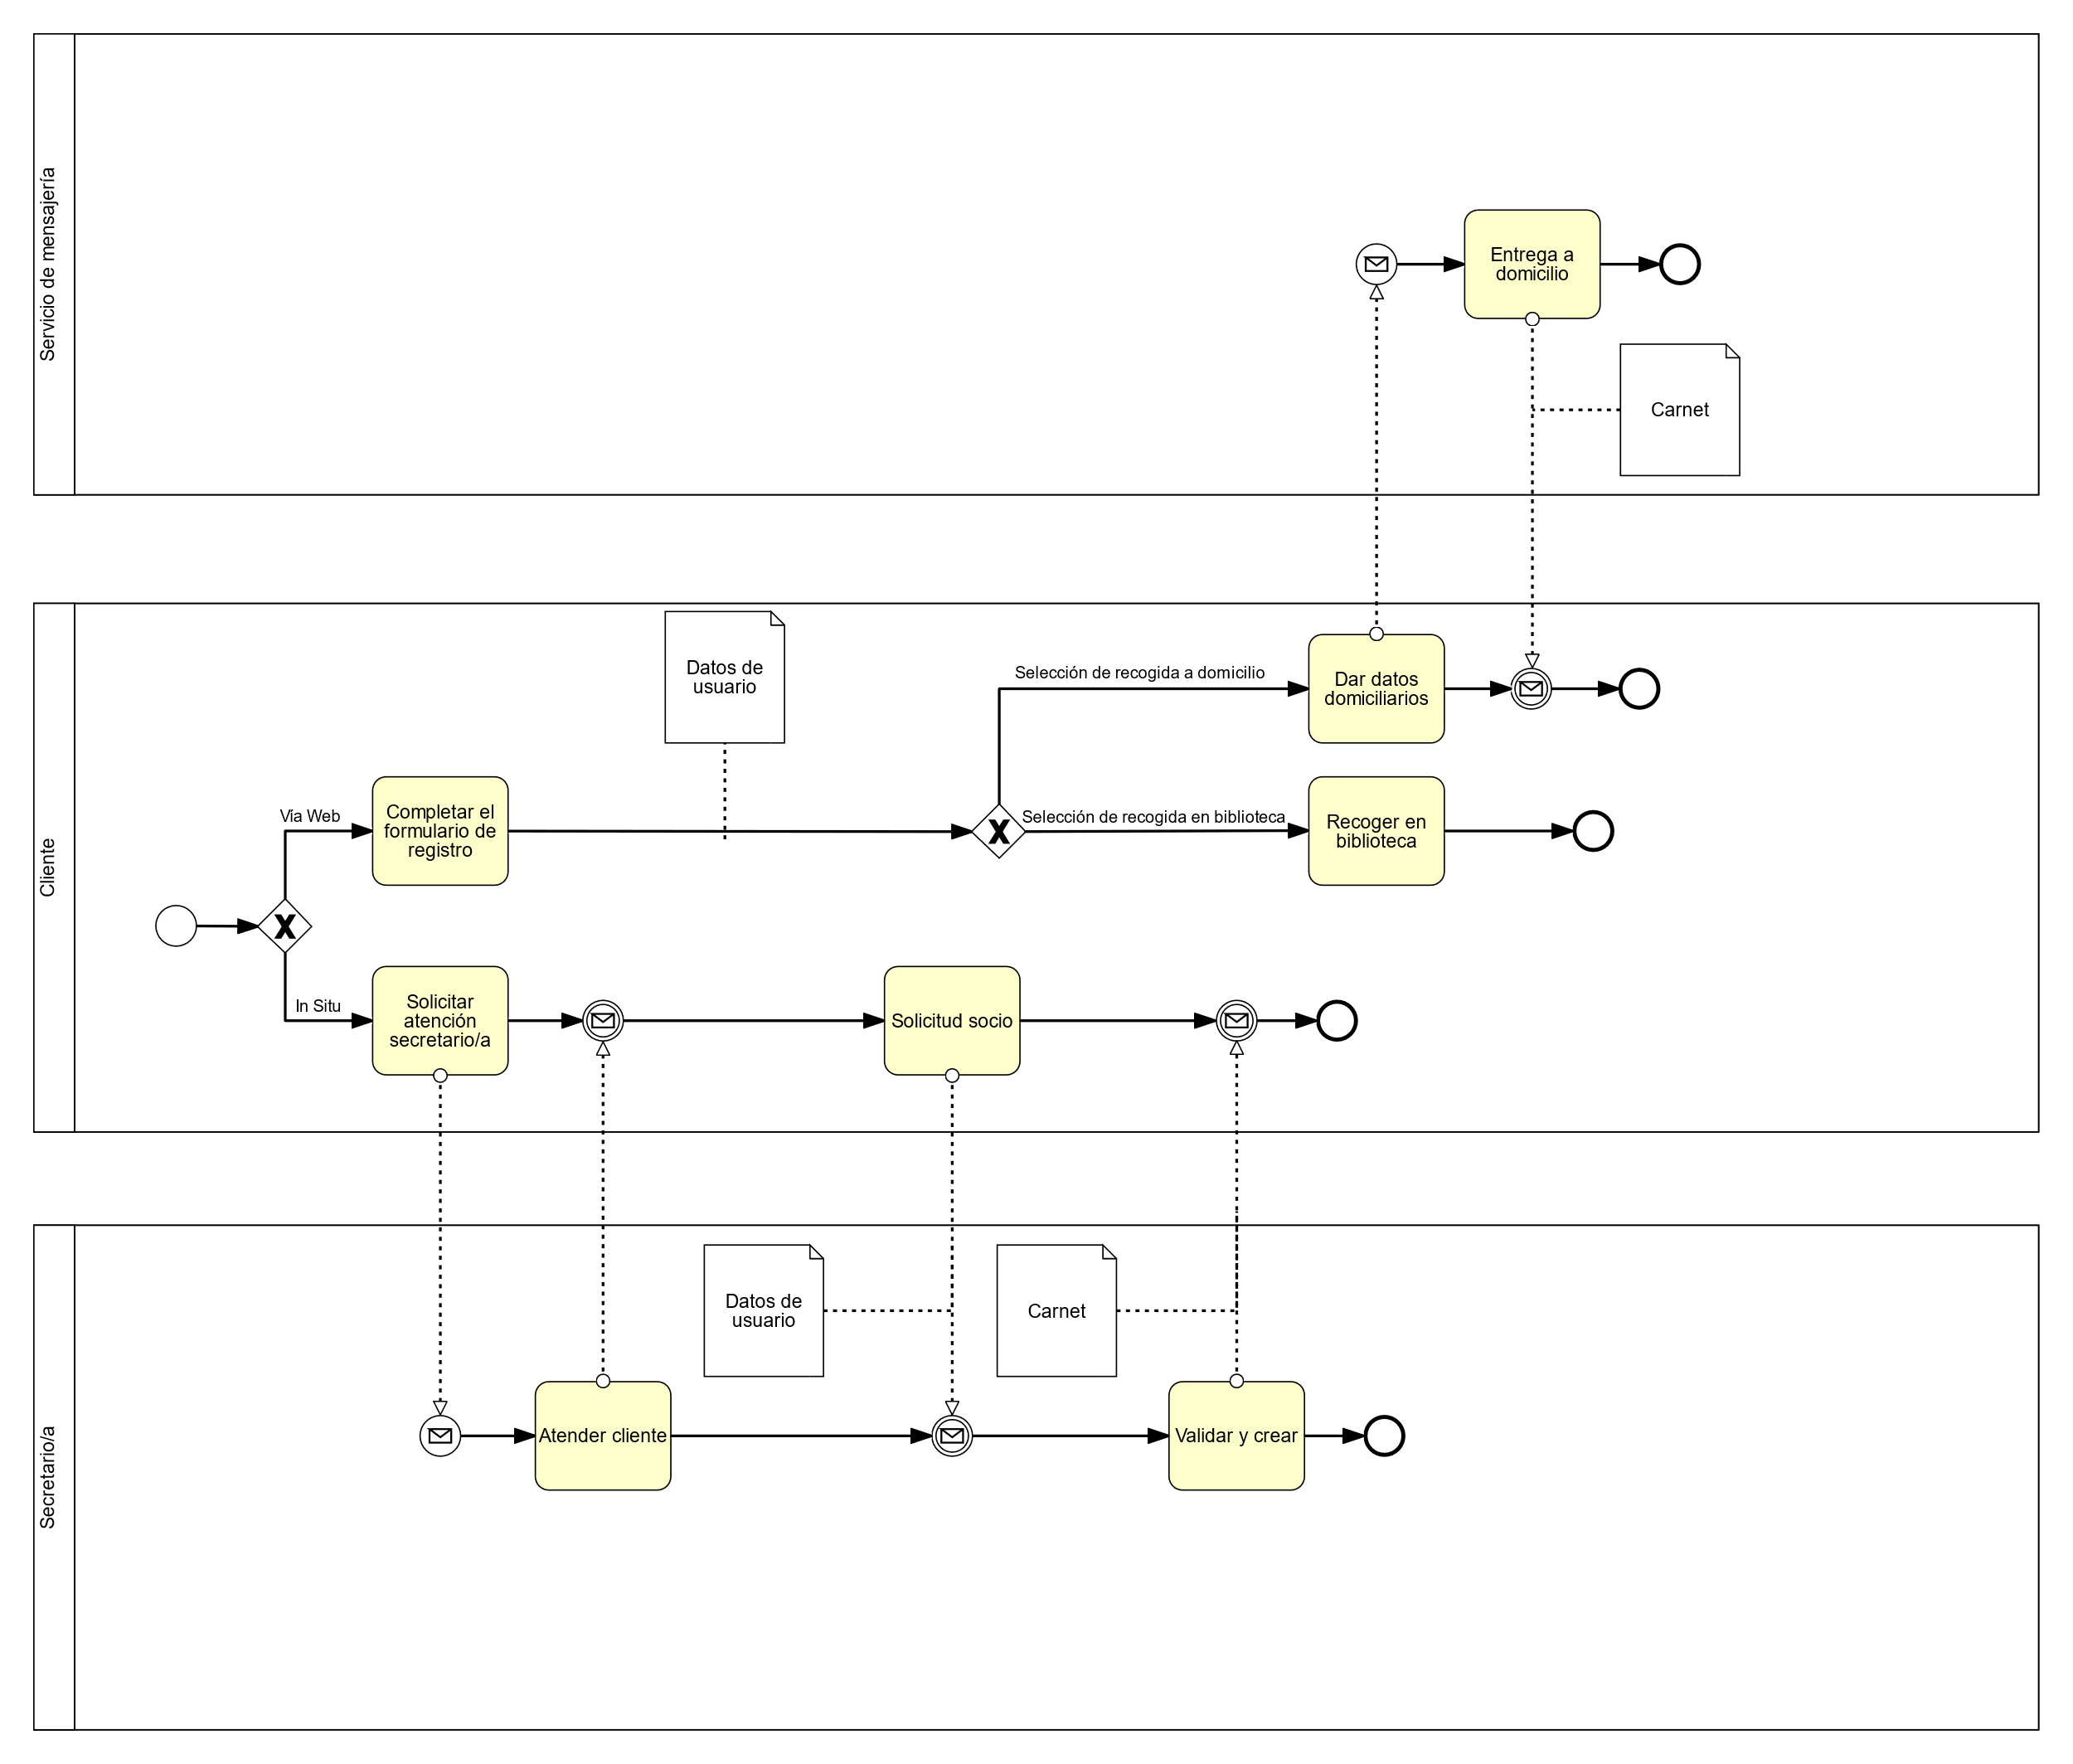 Servicio de mensajería
Entrega a
domicilio
Carnet
Cliente
Datos de
usuario
Selección de recogida a domicilio
Dar datos
domiciliarios
Vía Web
Completar el
formulario de
registro
Selección de recogida en biblioteca
Recoger en
biblioteca
In Situ
Solicitar
atención
secretario/a
Solicitud socio
Secretario/a
Datos de
usuario
Carnet
Atender cliente
Validar y crear